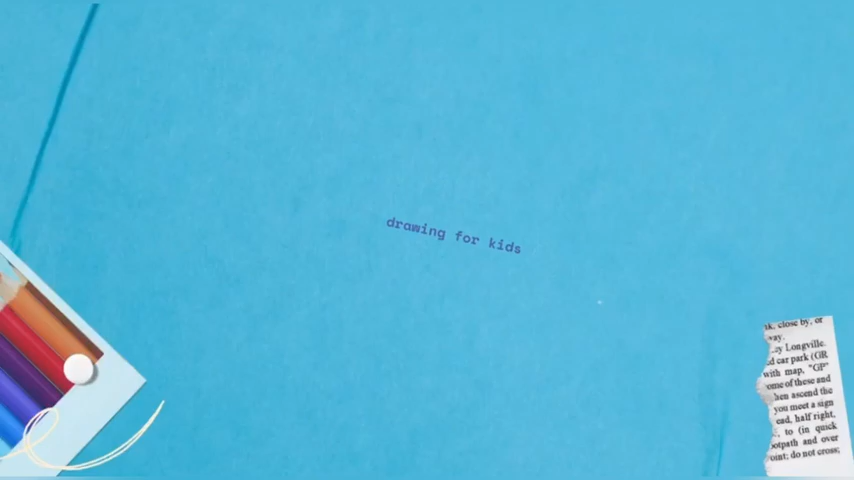 drawing for kids
nk, close by, or
way.
Longville.
d car park (GR
with map, "GP"
ome of these and
hen ascend the
you meet a sign
ead, half right,
to (in quick
ootpath and over
oint; do not cross;